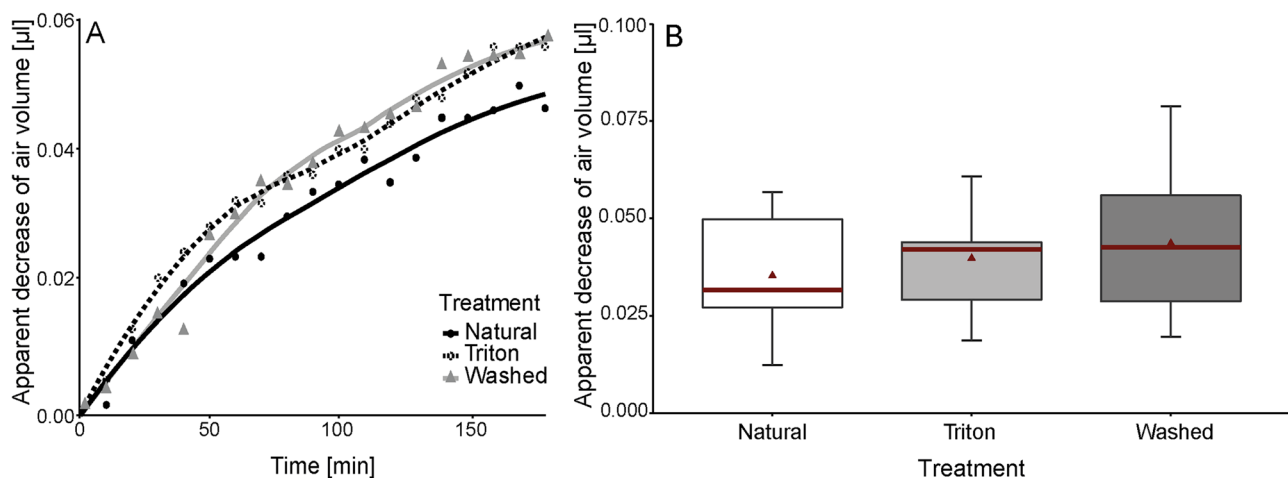 A
Apparent decrease of air volume [µl]
0.06
0.04
0.02
0.00
0
50
100
150
Time [min]
Treatment
Natural
Triton
Washed
B
Apparent decrease of air volume [µl]
0.100
0.075
0.050
0.025
0.000
Natural
Triton
Washed
Treatment